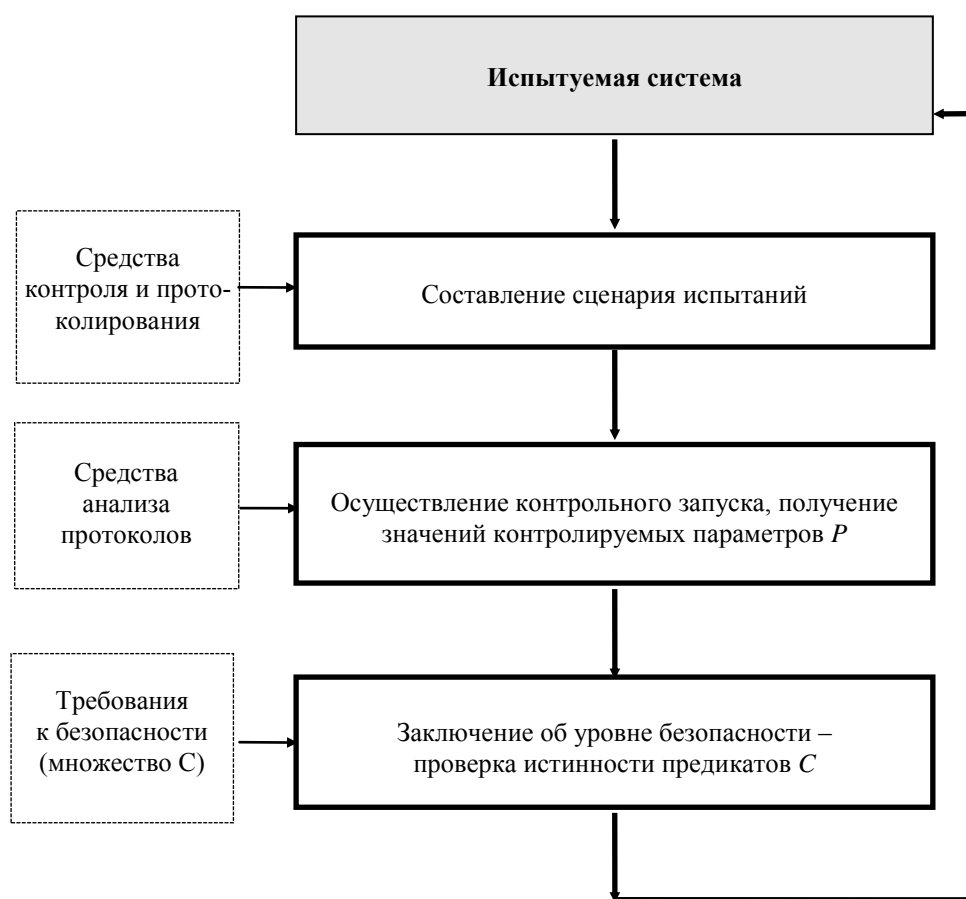 Испытуемая система
Средства
контроля и прото-
колирования
Составление сценария испытаний
Средства
анализа
протоколов
Осуществление контрольного запуска, получение
значений контролируемых параметров P
Требования
к безопасности
(множество С)
Заключение об уровне безопасности –
проверка истинности предикатов C